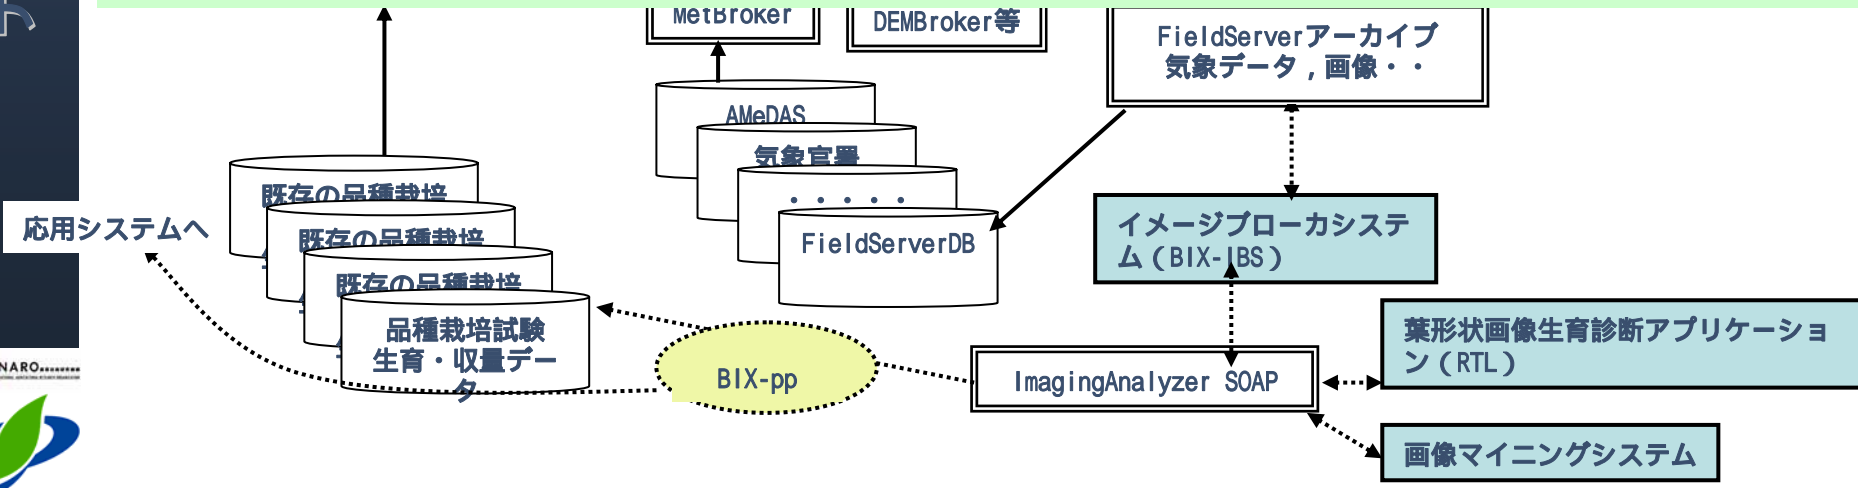 MetBroker
DEMBroker等
FieldServerアーカイブ
気象データ，画像・・
AMeDAS
気象官署
・・・・・
FieldServerDB
既存の品種栽培
既存の品種栽培
既存の品種栽培
品種栽培試験
生育・収量デー
タ
応用システムへ
イメージブローカシステ
ム（BIX-IBS）
葉形状画像生育診断アプリケーショ
ン（RTL）
BIX-pp
ImagingAnalyzer SOAP
画像マイニングシステム
NARO